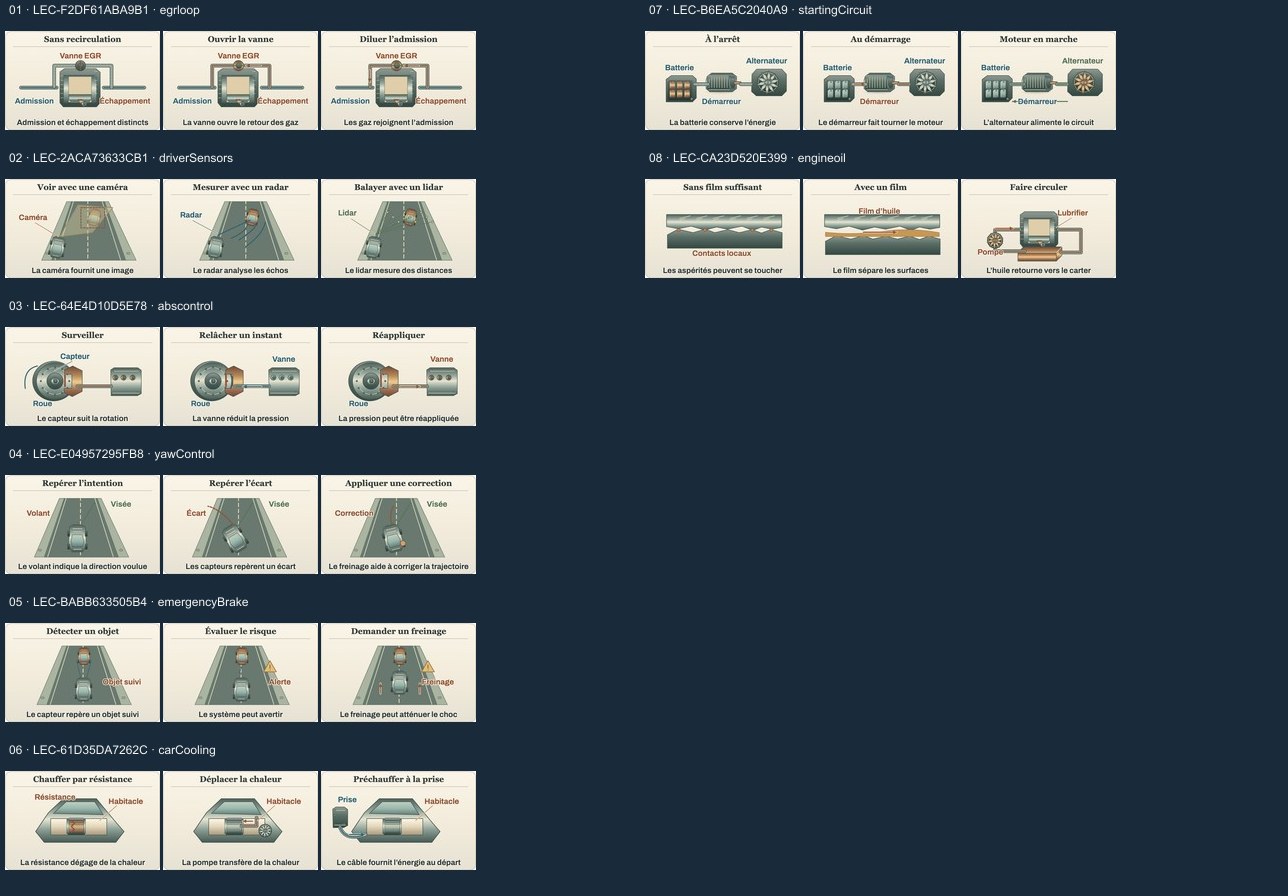 01 · LEC-F2DF61ABA9B1 · egrloop
Sans recirculation
Vanne EGR
Admission
Échappement
Admission et échappement distincts
Ouvrir la vanne
Vanne EGR
Admission
Échappement
La vanne ouvre le retour des gaz
Diluer l'admission
Vanne EGR
Admission
Échappement
Les gaz rejoignent l'admission
02 · LEC-2ACA73633CB1 · driverSensors
Voir avec une caméra
Caméra
La caméra fournit une image
Mesurer avec un radar
Radar
Le radar analyse les échos
Balayer avec un lidar
Lidar
Le lidar mesure des distances
03 · LEC-64E4D10D5E78 · abscontrol
Surveiller
Capteur
Roue
Le capteur suit la rotation
Relâcher un instant
Vanne
Roue
La vanne réduit la pression
Réappliquer
Vanne
Roue
La pression peut être réappliquée
04 · LEC-E04957295FB8 · yawControl
Repérer l'intention
Volant
Visée
Le volant indique la direction voulue
Repérer l'écart
Écart
Visée
Les capteurs repèrent un écart
Appliquer une correction
Correction
Visée
Le freinage aide à corriger la trajectoire
05 · LEC-BABB633505B4 · emergencyBrake
Détecter un objet
Objet suivi
Le capteur repère un objet suivi
Évaluer le risque
Alerte
Le système peut avertir
Demander un freinage
Freinage
Le freinage peut atténuer le choc
06 · LEC-61D35DA7262C · carCooling
Chauffer par résistance
Résistance
Habitacle
La résistance dégage de la chaleur
Déplacer la chaleur
Habitacle
La pompe transfère de la chaleur
Préchauffer à la prise
Prise
Habitacle
Le câble fournit l'énergie au départ
07 · LEC-B6EA5C2040A9 · startingCircuit
À l'arrêt
Batterie
Alternateur
Démarreur
La batterie conserve l'énergie
Au démarrage
Batterie
Alternateur
Démarreur
Le démarreur fait tourner le moteur
Moteur en marche
Batterie
Alternateur
Démarreur
L'alternateur alimente le circuit
08 · LEC-CA23D520E399 · engineoil
Sans film suffisant
Contacts locaux
Les aspérités peuvent se toucher
Avec un film
Film d'huile
Le film sépare les surfaces
Faire circuler
Lubrifier
Pompe
L'huile retourne vers le carter